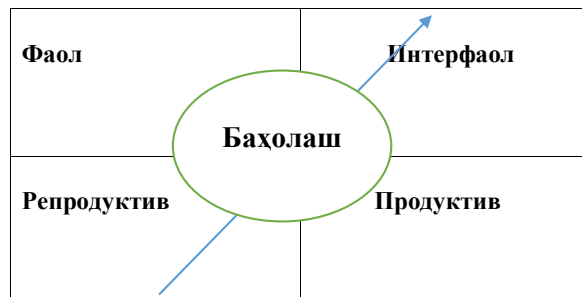 Фаол
Интерфаол
Баҳолаш
Репродуктив
Продуктив